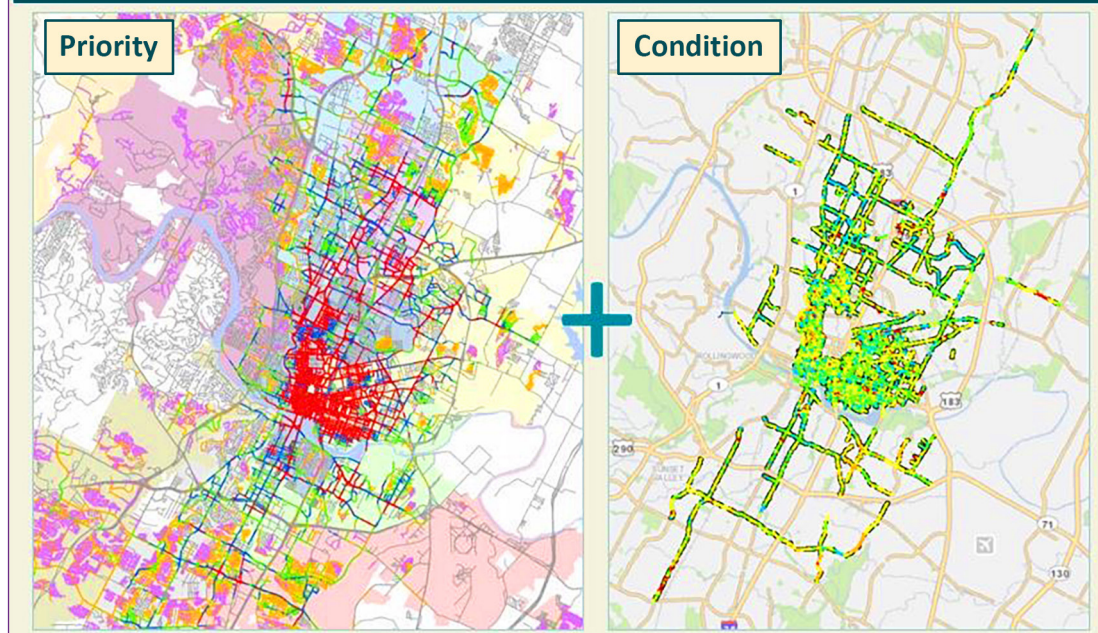 Priority
Condition
+
1
183
ROLLINGWOOD
1
183
290
SUNSET
VALLEY
71
130